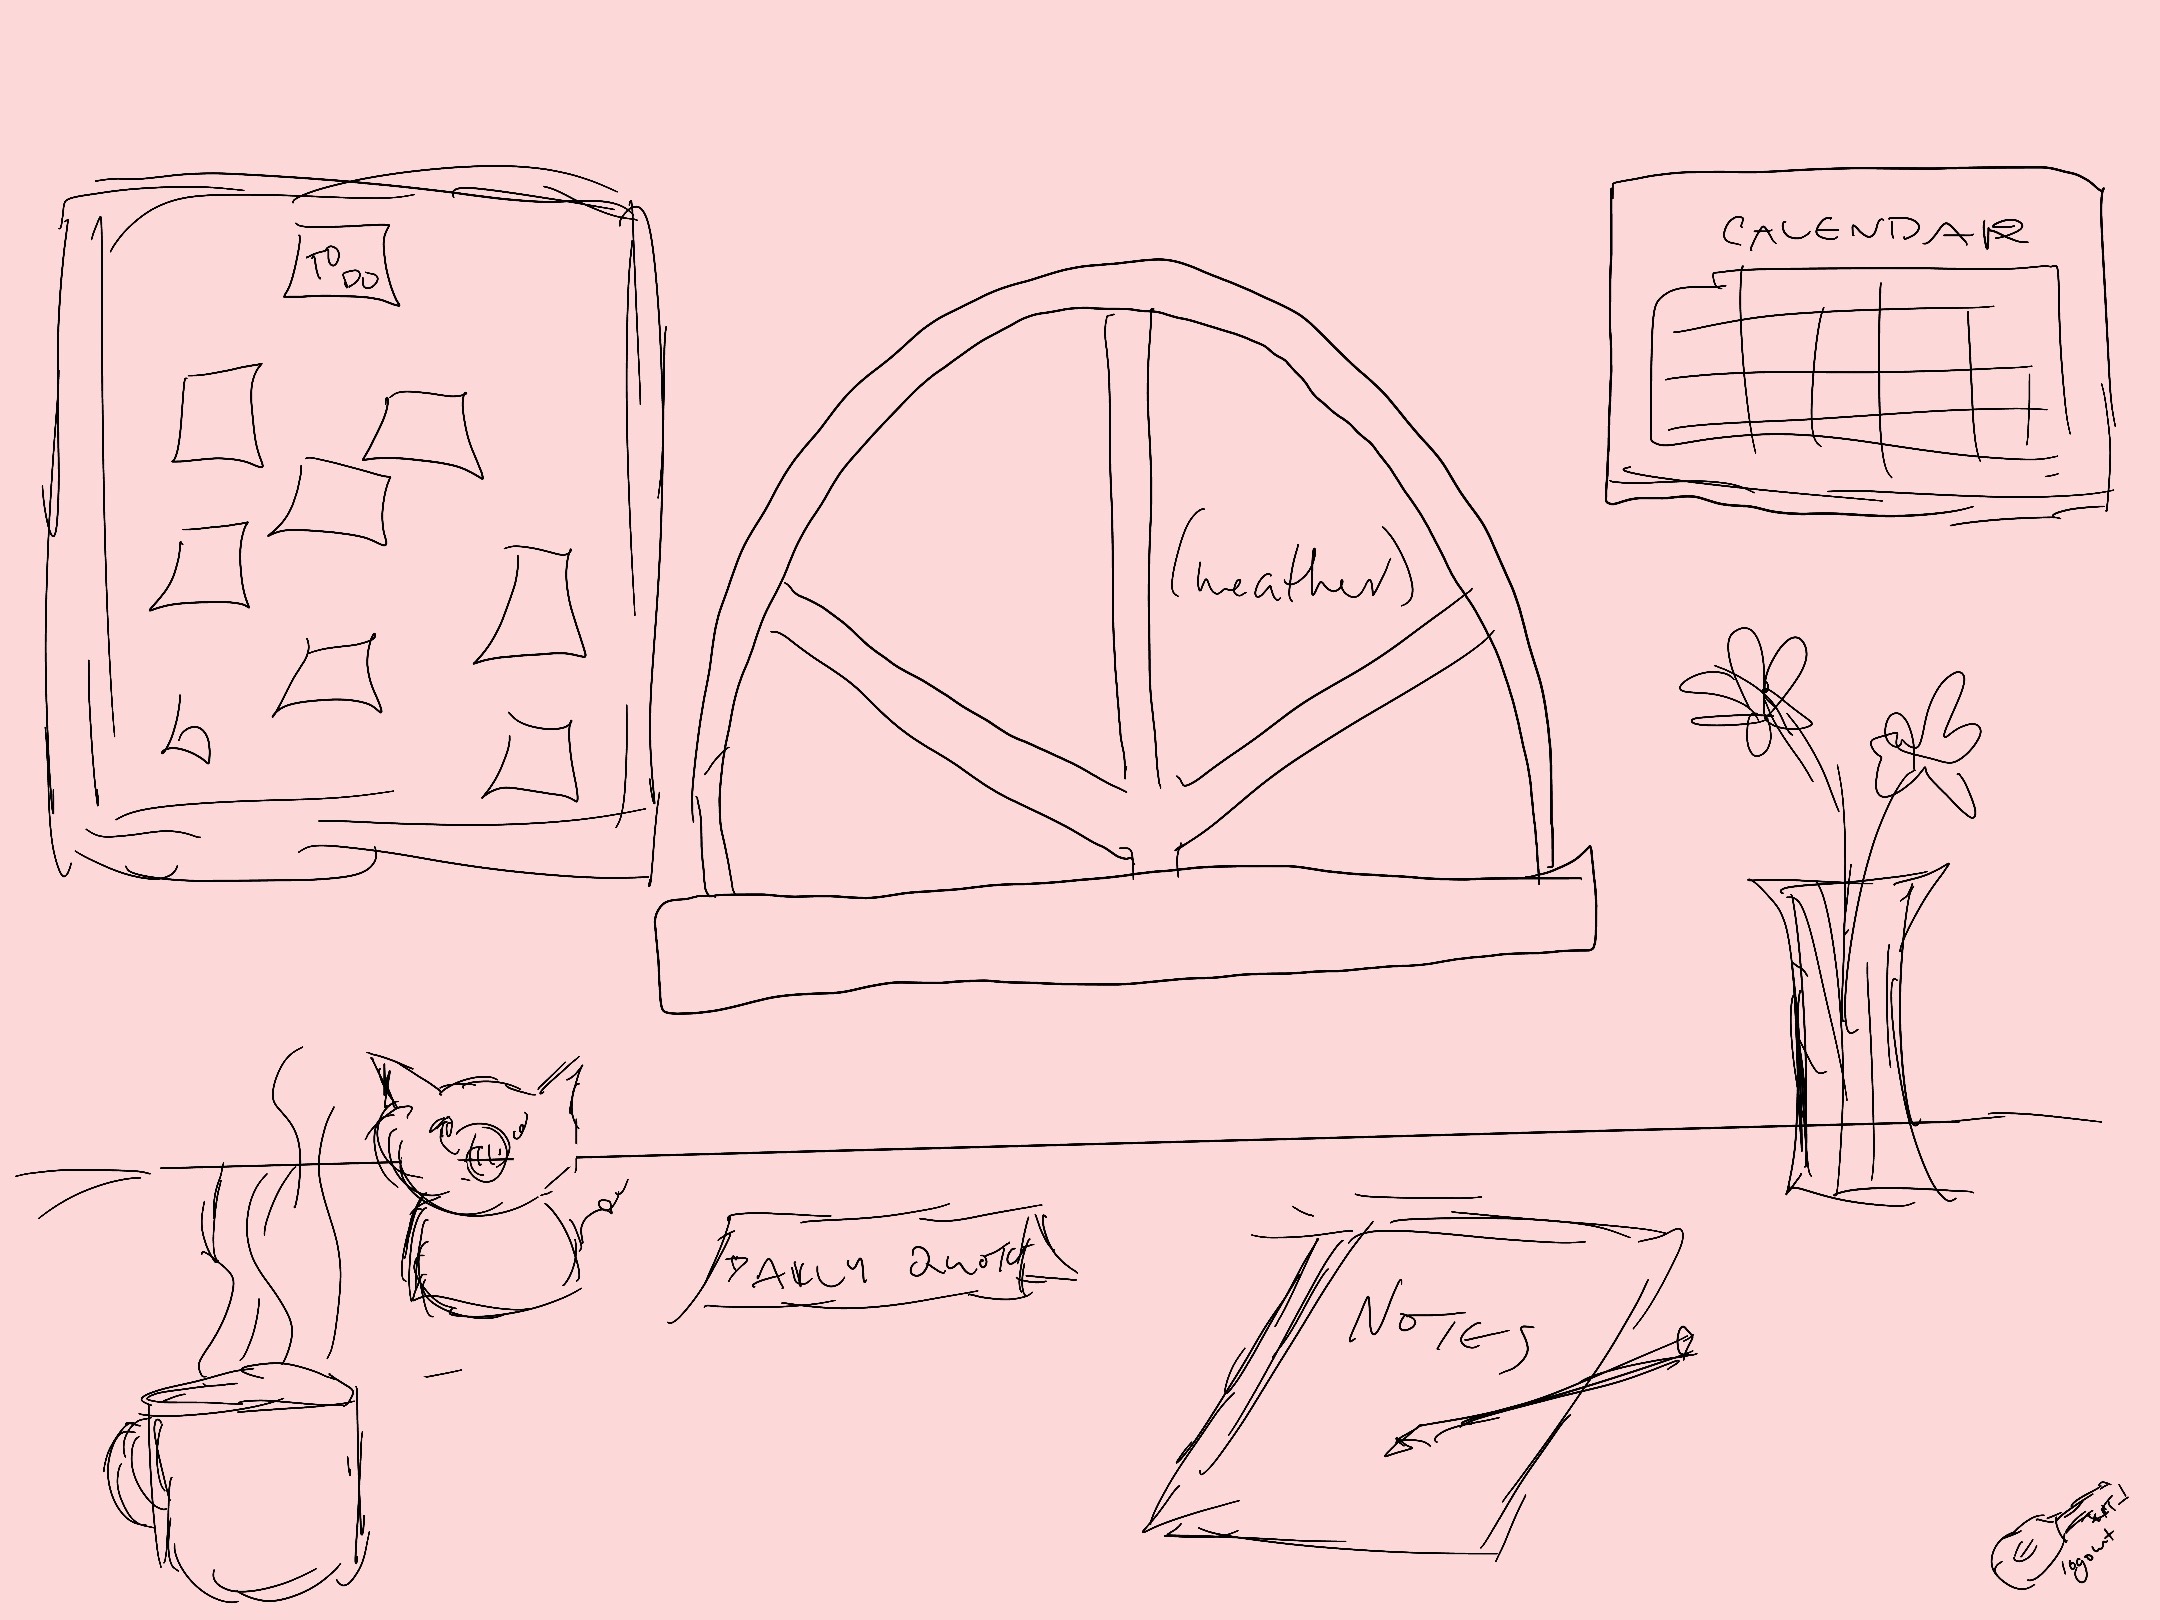 TO
DO
CALENDAR
(weather)
DAILY QUOTE
NOTES
logout